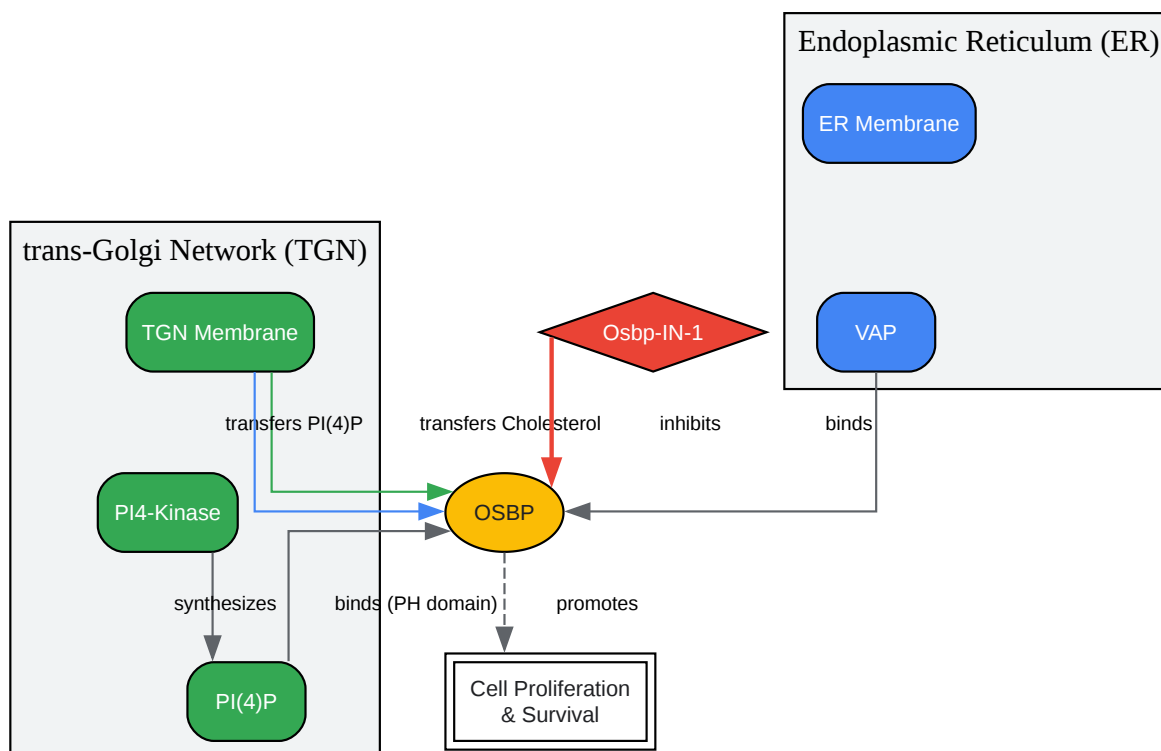 Endoplasmic Reticulum (ER)
ER Membrane
trans-Golgi Network (TGN)
TGN Membrane
Osbp-IN-1
VAP
transfers PI(4)P
transfers Cholesterol
inhibits
binds
PI4-Kinase
OSBP
synthesizes
binds (PH domain)
promotes
PI(4)P
Cell Proliferation
& Survival